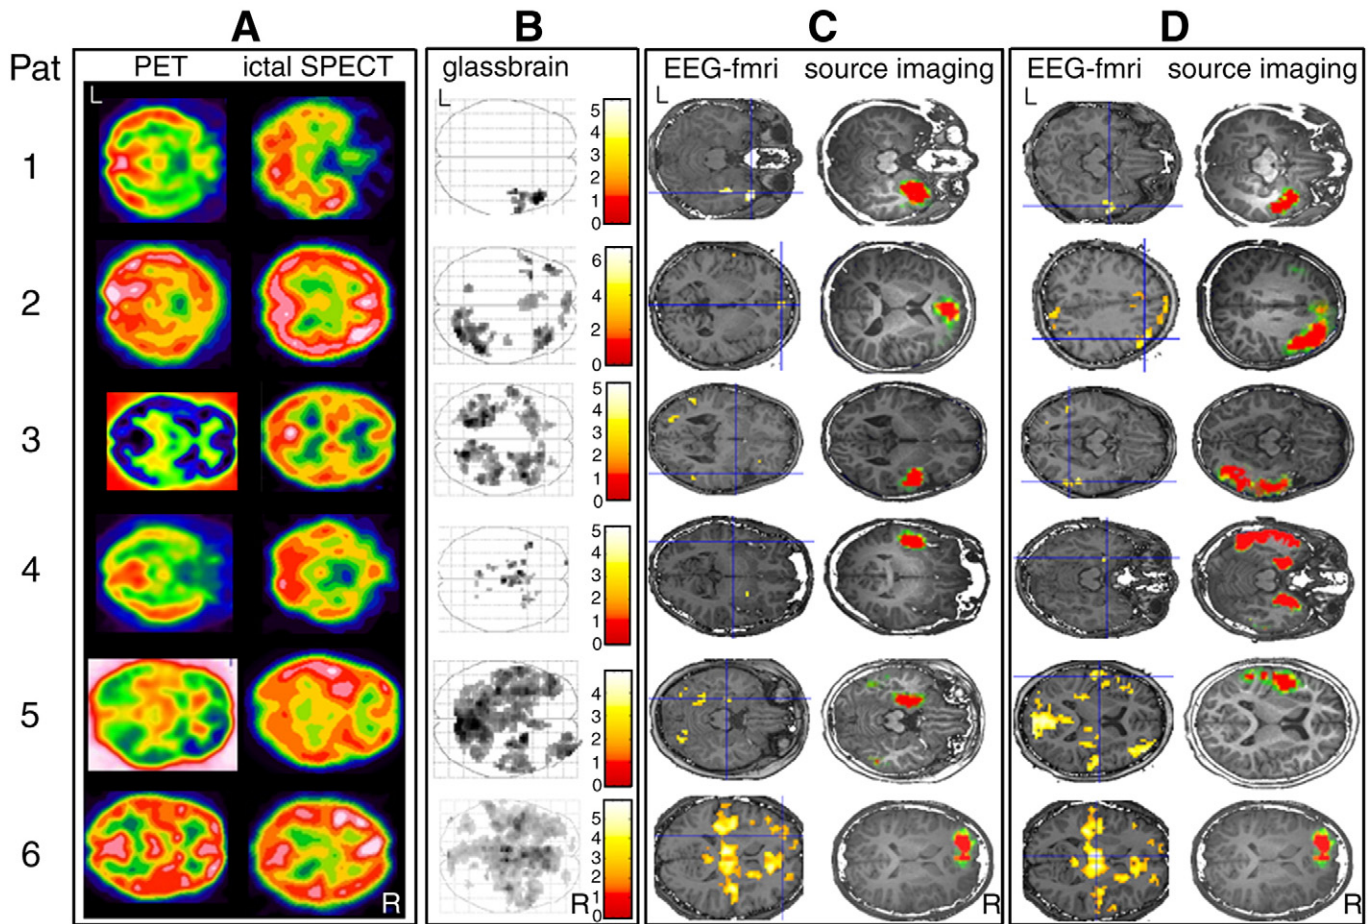 A B C D
Pat PET ictal SPECT glassbrain EEG-fmri source imaging EEG-fmri source imaging
L L L L
1 5 4 3 2 1 0
2 6 4 2 0
3 5 4 3 2 1 0
4 5 4 3 2 1 0
5 4 3 2 1 0
6 5 4 3 2 1 0
R R R R